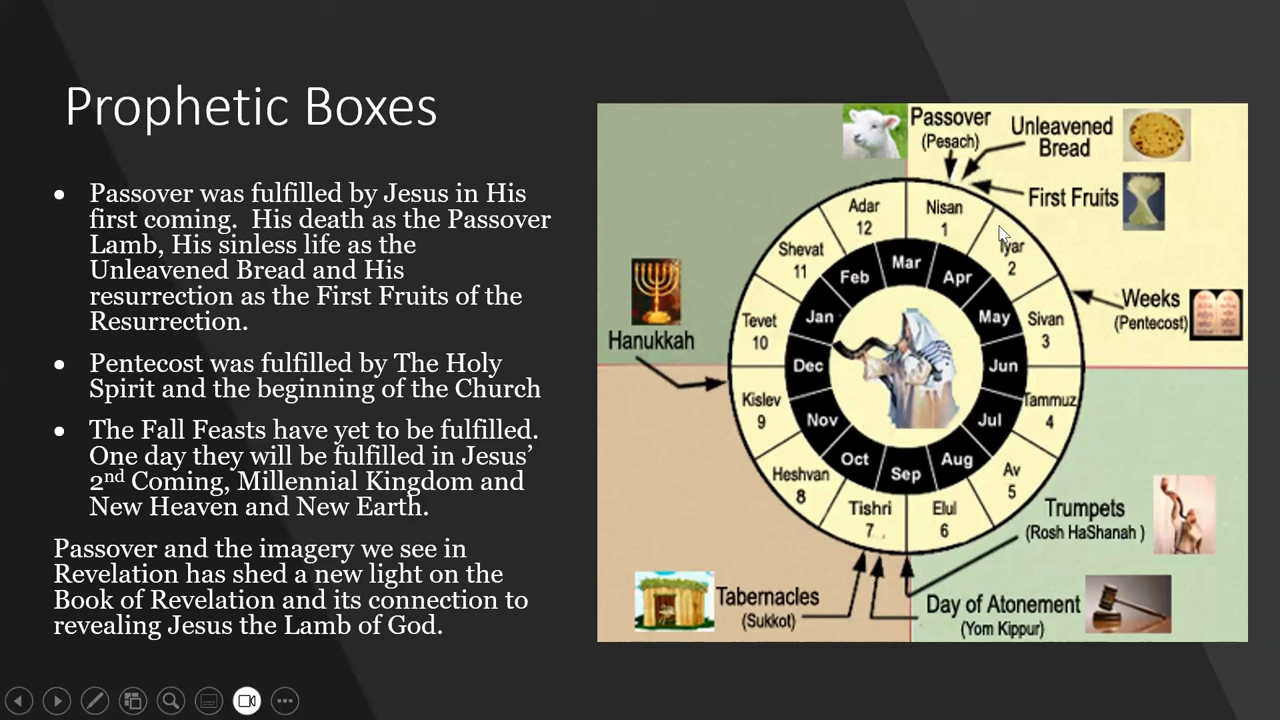 Prophetic Boxes
• Passover was fulfilled by Jesus in His
first coming.  His death as the Passover
Lamb, His sinless life as the
Unleavened Bread and His
resurrection as the First Fruits of the
Resurrection.
• Pentecost was fulfilled by The Holy
Spirit and the beginning of the Church
• The Fall Feasts have yet to be fulfilled.
One day they will be fulfilled in Jesus’
2nd Coming, Millennial Kingdom and
New Heaven and New Earth.
Passover and the imagery we see in
Revelation has shed a new light on the
Book of Revelation and its connection to
revealing Jesus the Lamb of God.
Passover
(Pesach)
Unleavened
Bread
First Fruits
Weeks
(Pentecost)
Trumpets
(Rosh HaShanah )
Day of Atonement
(Yom Kippur)
Tabernacles
(Sukkot)
Hanukkah
Nisan
1
Iyar
2
Sivan
3
Tammuz
4
Av
5
Elul
6
Tishri
7
Heshvan
8
Kislev
9
Tevet
10
Shevat
11
Adar
12
Mar
Apr
May
Jun
Jul
Aug
Sep
Oct
Nov
Dec
Jan
Feb